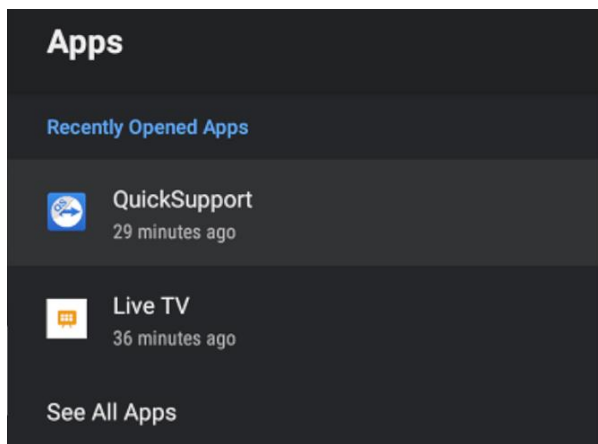 Apps
Recently Opened Apps
QuickSupport
29 minutes ago
Live TV
36 minutes ago
See All Apps